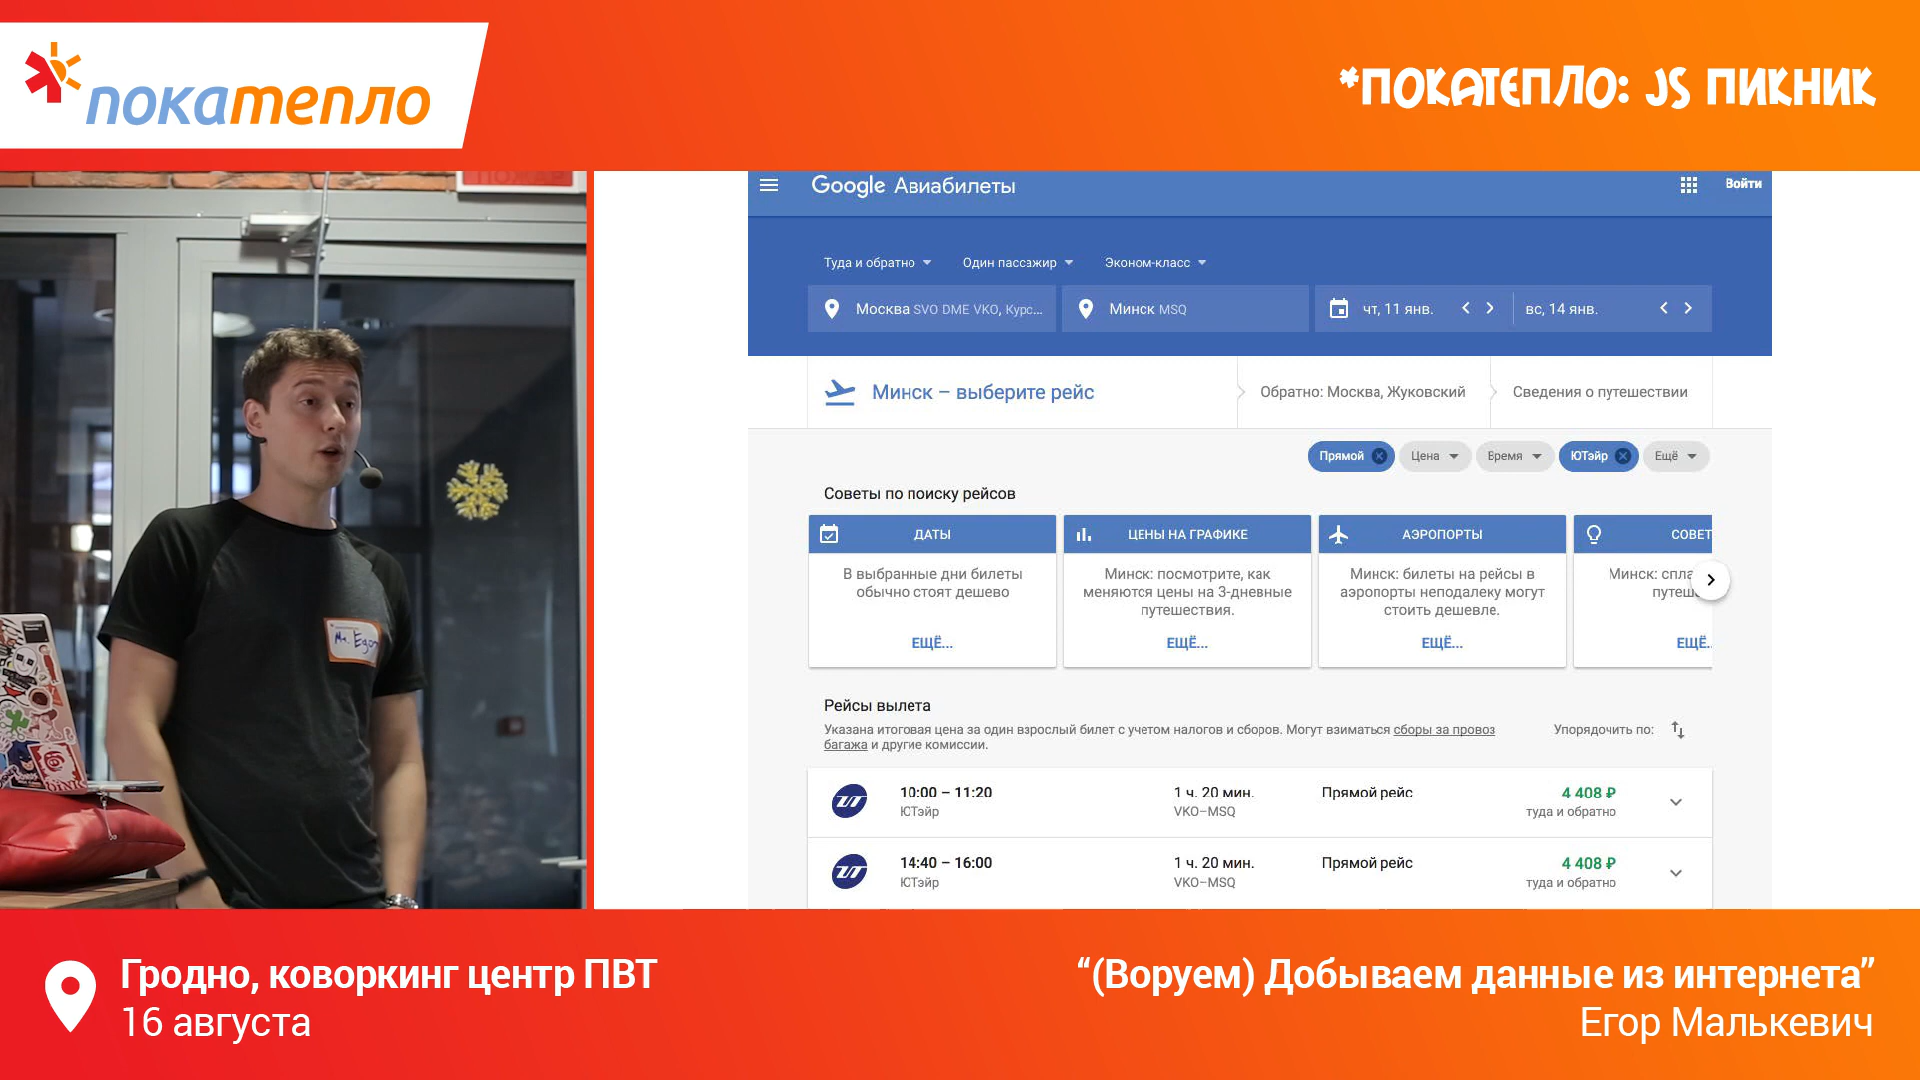 покатепло
*ПОКАТЕПЛО: JS ПИКНИК
Google Авиабилеты
Войти
Туда и обратно
Один пассажир
Эконом-класс
Москва SVO DME VKO, Курс...
Минск MSQ
чт, 11 янв.
вс, 14 янв.
Минск – выберите рейс
Обратно: Москва, Жуковский
Сведения о путешествии
Прямой
Цена
Время
ЮТэйр
Ещё
Советы по поиску рейсов
ДАТЫ
В выбранные дни билеты
обычно стоят дешево
ЕЩЁ...
ЦЕНЫ НА ГРАФИКЕ
Минск: посмотрите, как
меняются цены на 3-дневные
путешествия.
ЕЩЁ...
АЭРОПОРТЫ
Минск: билеты на рейсы в
аэропорты неподалеку могут
стоить дешевле.
ЕЩЁ...
СОВЕТ
Минск: спла
путеш
ЕЩЁ..
Рейсы вылета
Указана итоговая цена за один взрослый билет с учетом налогов и сборов. Могут взиматься сборы за провоз
багажа и другие комиссии.
Упорядочить по:
10:00 – 11:20
ЮТэйр
1 ч. 20 мин.
VKO–MSQ
Прямой рейс
4 408 ₽
туда и обратно
14:40 – 16:00
ЮТэйр
1 ч. 20 мин.
VKO–MSQ
Прямой рейс
4 408 ₽
туда и обратно
Mr. Egor
Гродно, коворкинг центр ПВТ
16 августа
“(Воруем) Добываем данные из интернета”
Егор Малькевич